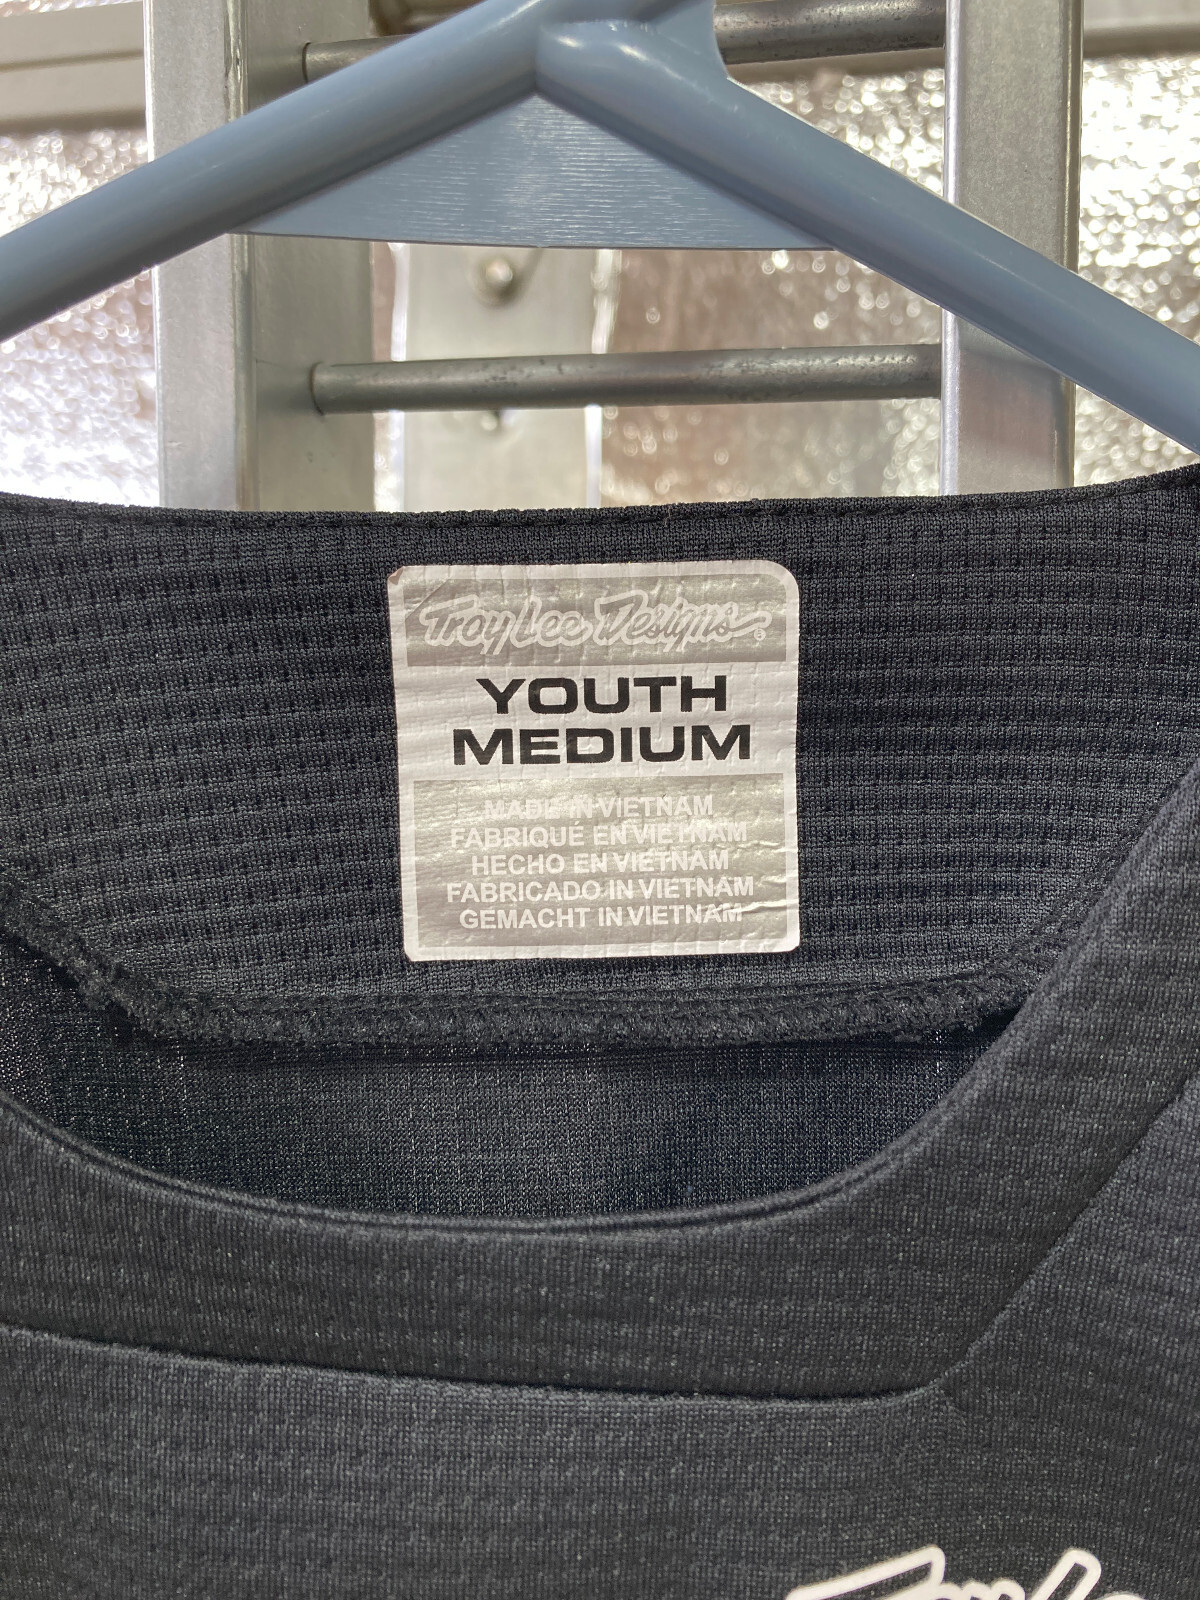 Troy Lee Designs®
YOUTH
MEDIUM
MADE IN VIETNAM
FABRIQUÉ EN VIETNAM
HECHO EN VIETNAM
FABRICADO IN VIETNAM
GEMACHT IN VIETNAM